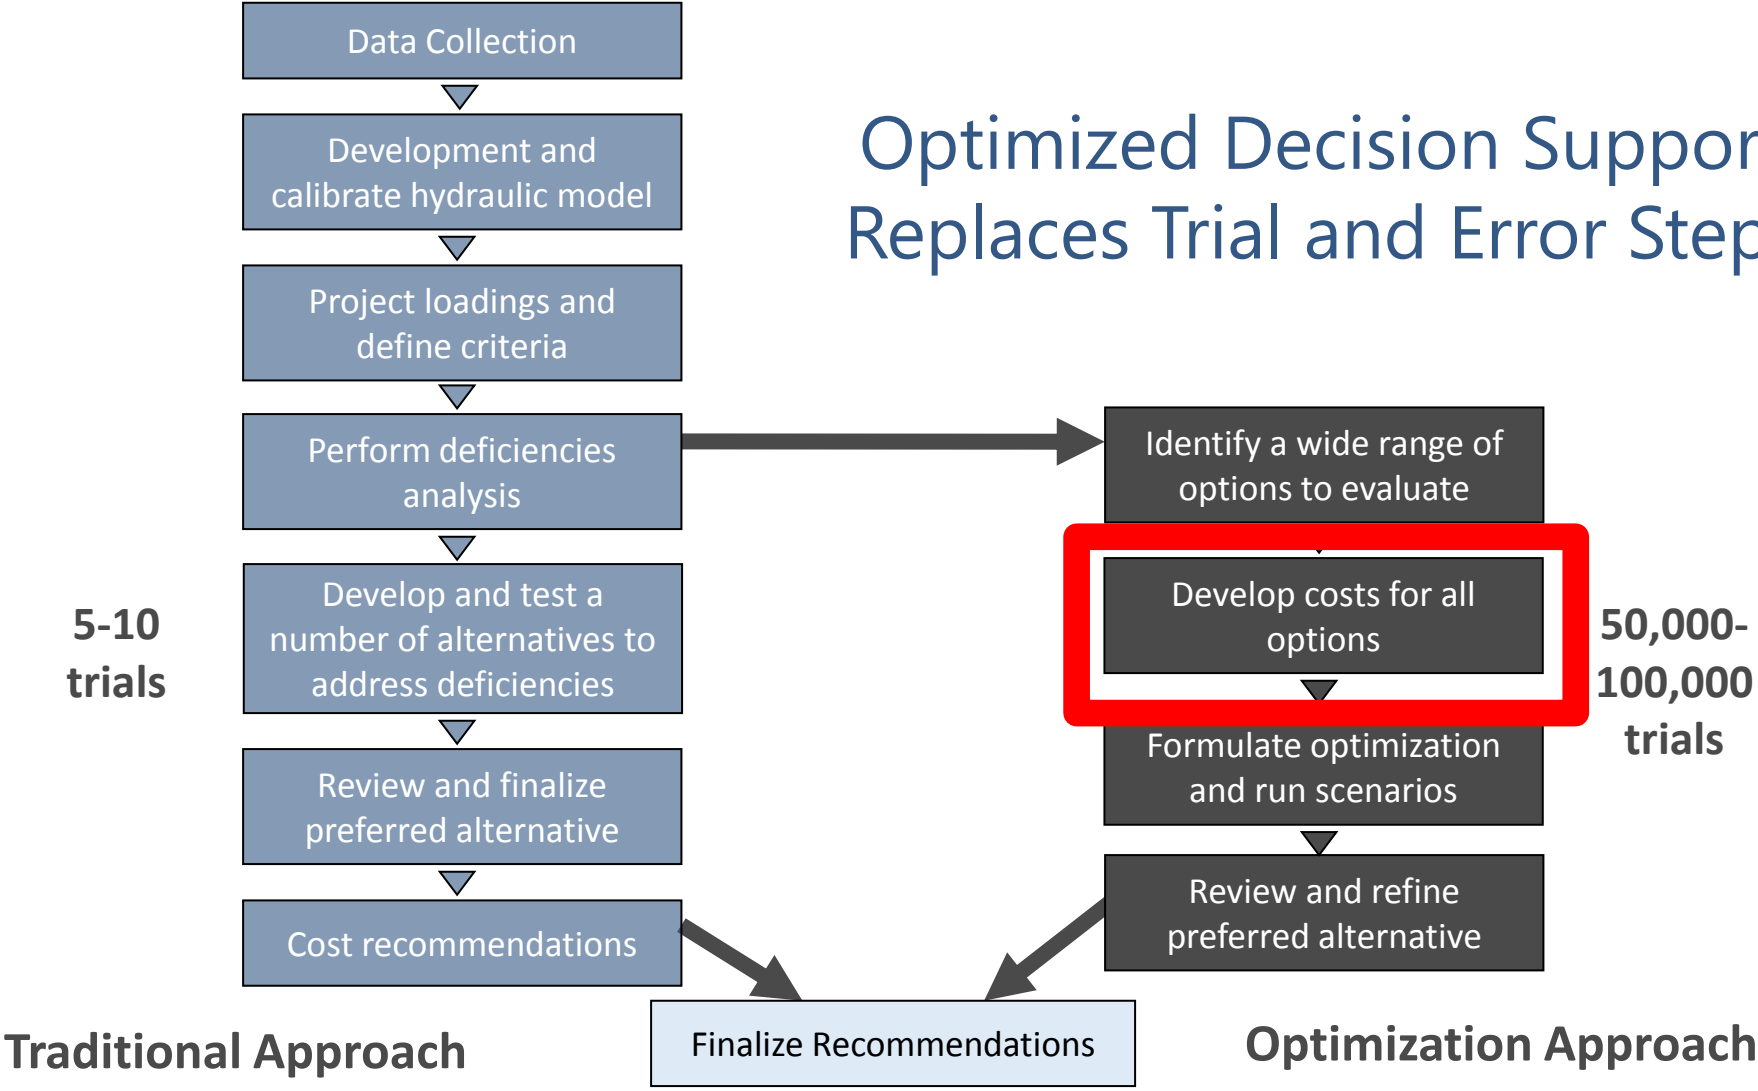 Data Collection
Development and
calibrate hydraulic model
Project loadings and
define criteria
Perform deficiencies
analysis
Develop and test a
number of alternatives to
address deficiencies
Review and finalize
preferred alternative
Cost recommendations
5-10
trials
Traditional Approach
Optimized Decision Suppor
Replaces Trial and Error Step
Identify a wide range of
options to evaluate
Develop costs for all
options
Formulate optimization
and run scenarios
Review and refine
preferred alternative
50,000-
100,000
trials
Finalize Recommendations
Optimization Approach